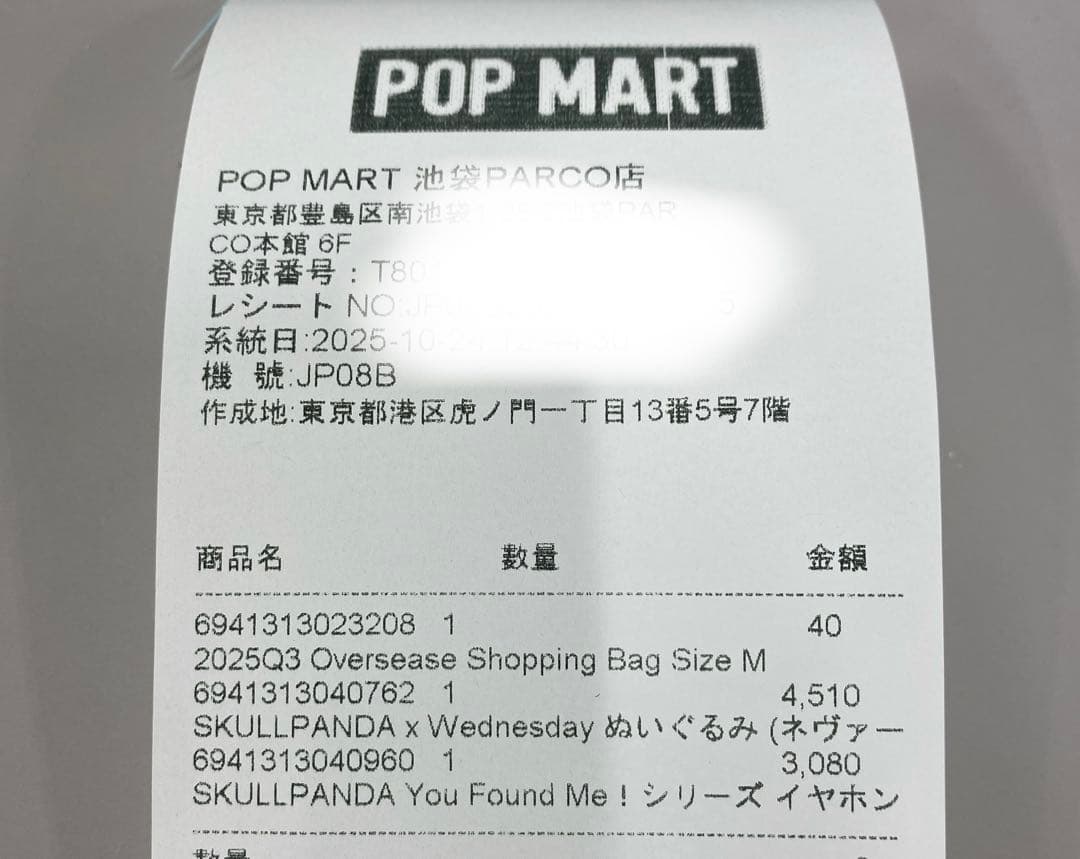 POP MART
POP MART 池袋PARCO店
東京都豊島区南池袋
CO本館 6F
登録番号 : T80
レシート NO:
系統日:2025-10-24
機 號:JP08B
作成地:東京都港区虎ノ門一丁目13番5号7階
商品名 数量 金額
6941313023208 1 40
2025Q3 Oversease Shopping Bag Size M
6941313040762 1 4,510
SKULLPANDA x Wednesday ぬいぐるみ (ネヴァー
6941313040960 1 3,080
SKULLPANDA You Found Me ! シリーズ イヤホン
数量